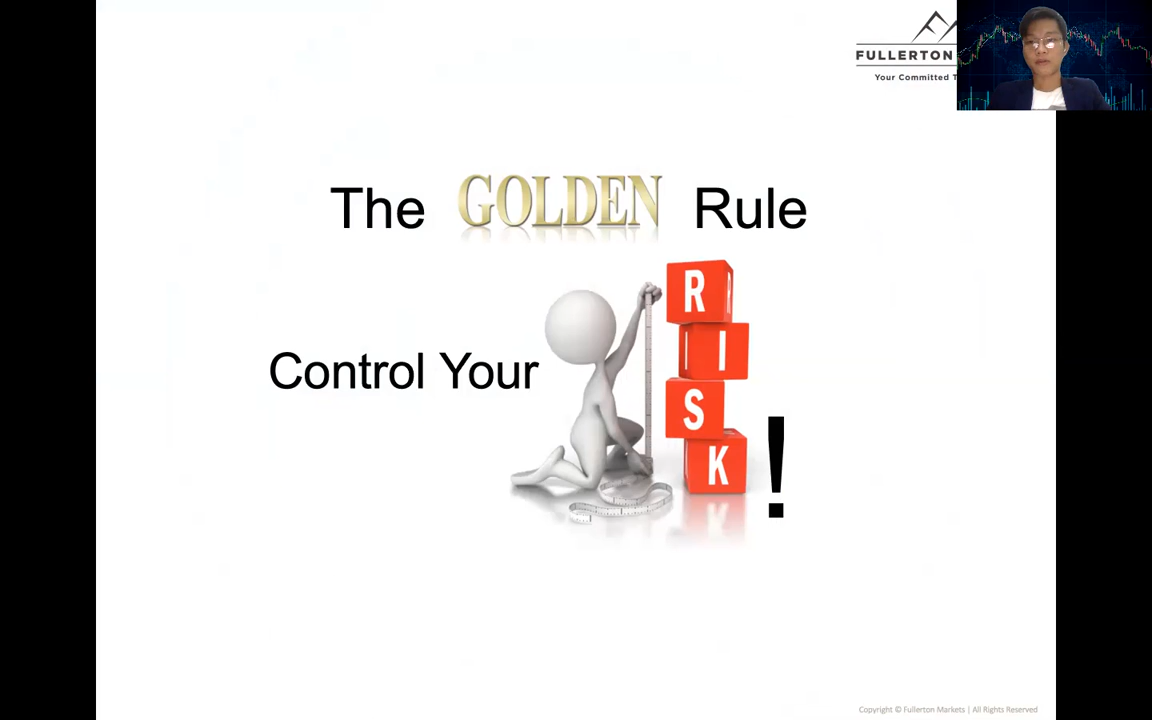 FULLERTON
Your Committed
The GOLDEN Rule
Control Your
R
I
S
K
!
Copyright © Fullerton Markets | All Rights Reserved